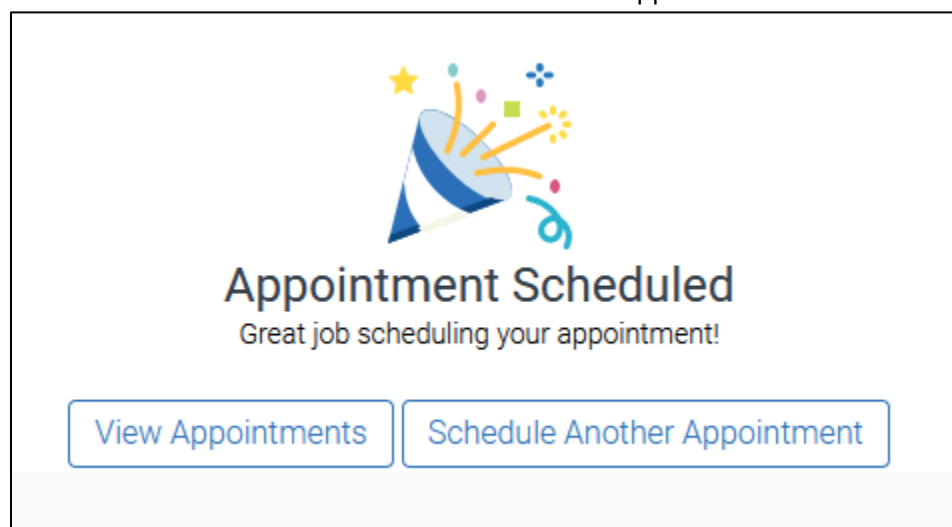 Appointment Scheduled
Great job scheduling your appointment!
View Appointments
Schedule Another Appointment